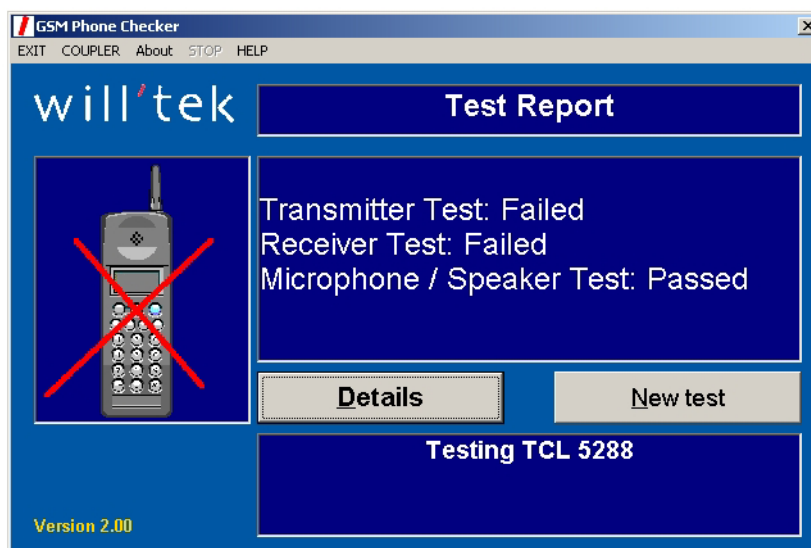 GSM Phone Checker
EXIT COUPLER About STOP HELP
will'tek
Test Report
Transmitter Test: Failed
Receiver Test: Failed
Microphone / Speaker Test: Passed
Details
New test
Testing TCL 5288
Version 2.00